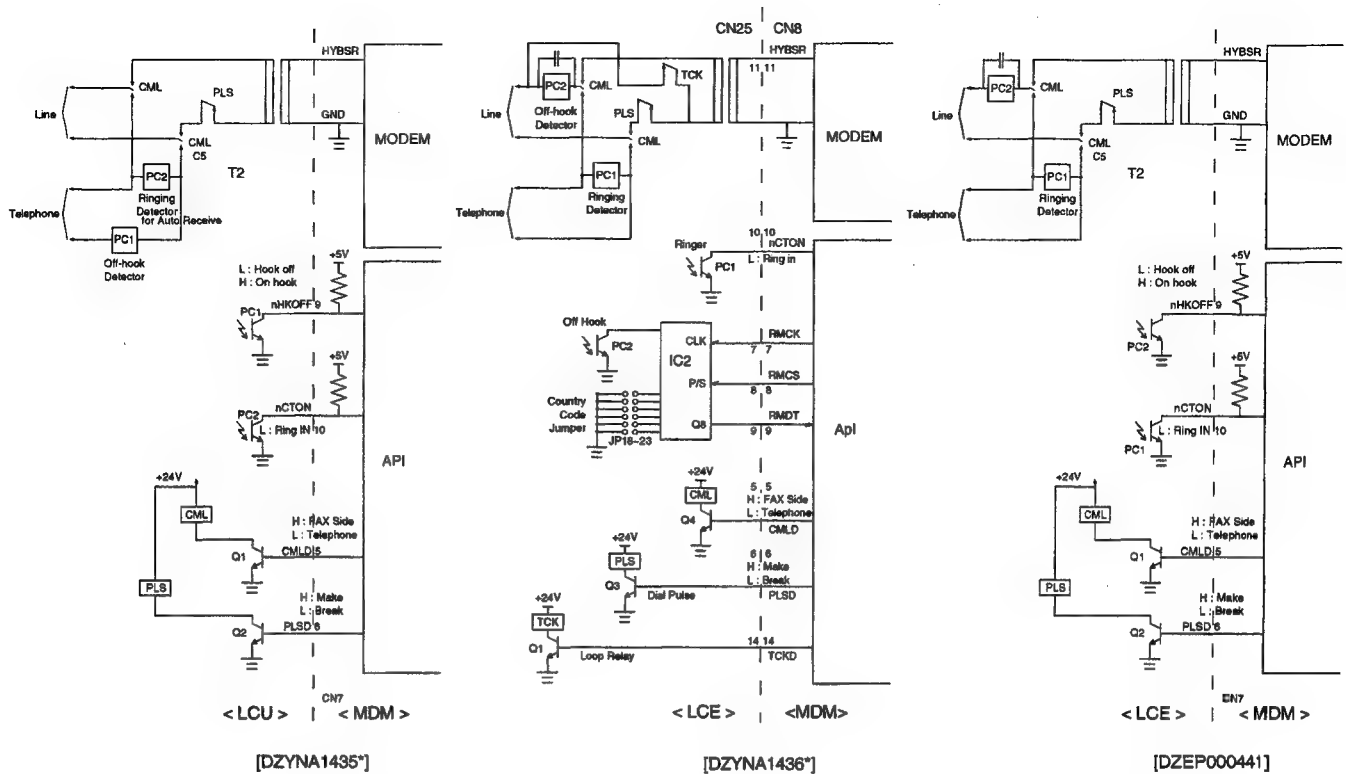 HYBSR
CML
PLS
Line
GND
CML
C5
MODEM
PC2
T2
Ringing
Detector
for Auto Receive
Telephone
PC1
Off-hook
Detector
L : Hook off
H : On hook
+5V
PC1
nHKOFF 9
+5V
PC2
nCTON
L : Ring IN 10
API
+24V
CML
H : FAX Side
L : Telephone
Q1
CMLD 5
PLS
H : Make
L : Break
Q2
PLSD 6
CN7
< LCU >
< MDM >
[DZYNA1435*]
CN25
CN8
HYBSR
11 11
TCK
PC2
CML
Off-hook
Detector
PLS
Line
CML
MODEM
PC1
Ringing
Detector
Telephone
10 10
nCTON
Ringer
PC1
L : Ring in
Off Hook
PC2
IC2
CLK
RMCK
7 7
P/S
RMCS
8 8
Q8
RMDT
9 9
Country
Code
Jumper
JP18~23
Api
+24V
CML
5 5
H : FAX Side
L : Telephone
CMLD
Q4
+24V
PLS
6 6
H : Make
L : Break
PLSD
Q3
Dial Pulse
+24V
TCK
14 14
Q1
Loop Relay
TCKD
< LCE >
<MDM >
[DZYNA1436*]
HYBSR
PC2
CML
PLS
Line
GND
CML
C5
MODEM
PC1
T2
Ringing
Detector
Telephone
L : Hook off
H : On hook
+5V
nHKOFF 9
PC2
+5V
nCTON
L : Ring IN 10
PC1
API
+24V
CML
H : FAX Side
L : Telephone
Q1
CMLD 5
PLS
H : Make
L : Break
Q2
PLSD 6
< LCE >
< MDM >
[DZEP000441]